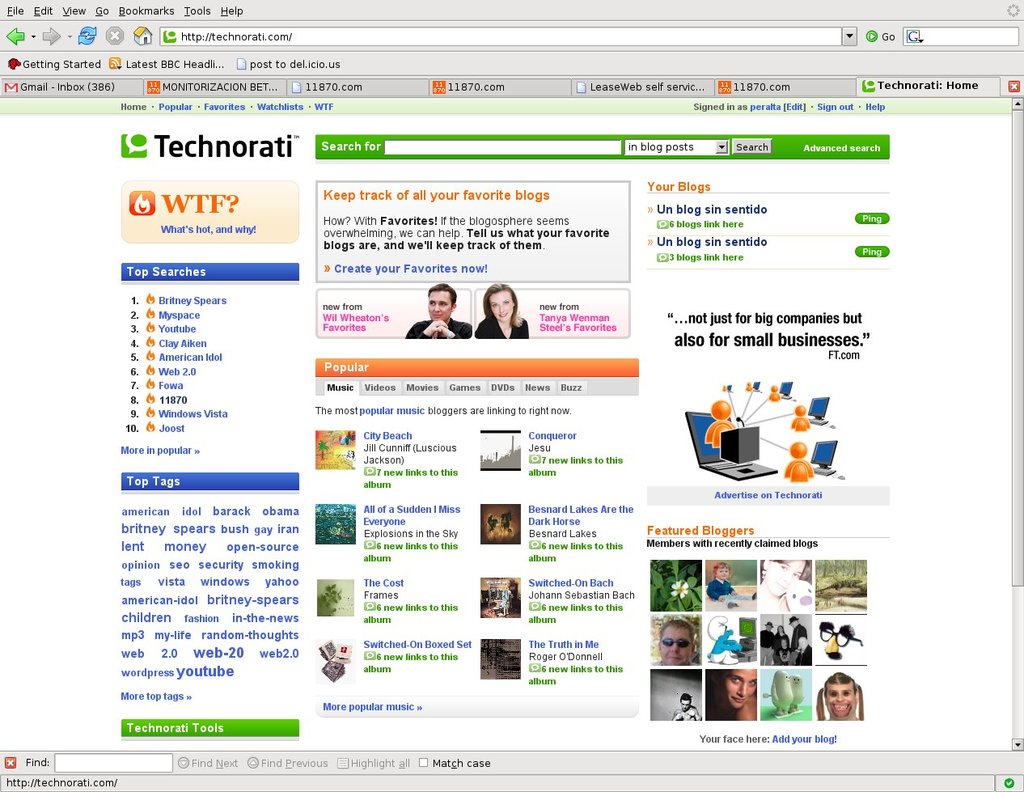 File Edit View Go Bookmarks Tools Help
http://technorati.com/ Go G
Getting Started Latest BBC Headli... post to del.icio.us
Gmail - Inbox (386) MONITORIZACION BET... 11870.com 11870.com LeaseWeb self servic... 11870.com Technorati: Home
Home · Popular · Favorites · Watchlists · WTF
Signed in as peralta [Edit] · Sign out · Help
Technorati™
Search for in blog posts Search Advanced search
WTF?
What's hot, and why!
Top Searches
1. Britney Spears
2. Myspace
3. Youtube
4. Clay Aiken
5. American Idol
6. Web 2.0
7. Fowa
8. 11870
9. Windows Vista
10. Joost
More in popular »
Top Tags
american idol barack obama
britney spears bush gay iran
lent money open-source
opinion seo security smoking
tags vista windows yahoo
american-idol britney-spears
children fashion in-the-news
mp3 my-life random-thoughts
web 2.0 web-20 web2.0
wordpress youtube
More top tags »
Technorati Tools
Keep track of all your favorite blogs
How? With Favorites! If the blogosphere seems
overwhelming, we can help. Tell us what your favorite
blogs are, and we'll keep track of them.
» Create your Favorites now!
new from
Wil Wheaton's
Favorites
new from
Tanya Wenman
Steel's Favorites
Popular
Music Videos Movies Games DVDs News Buzz
The most popular music bloggers are linking to right now.
City Beach
Jill Cunniff (Luscious
Jackson)
7 new links to this
album
Conqueror
Jesu
7 new links to this
album
All of a Sudden I Miss
Everyone
Explosions in the Sky
6 new links to this
album
Besnard Lakes Are the
Dark Horse
Besnard Lakes
6 new links to this
album
The Cost
Frames
6 new links to this
album
Switched-On Bach
Johann Sebastian Bach
6 new links to this
album
Switched-On Boxed Set
6 new links to this
album
The Truth in Me
Roger O'Donnell
6 new links to this
album
More popular music »
Your Blogs
» Un blog sin sentido
6 blogs link here Ping
» Un blog sin sentido
3 blogs link here Ping
“...not just for big companies but
also for small businesses.”
FT.com
Advertise on Technorati
Featured Bloggers
Members with recently claimed blogs
Your face here: Add your blog!
Find: Find Next Find Previous Highlight all Match case
http://technorati.com/